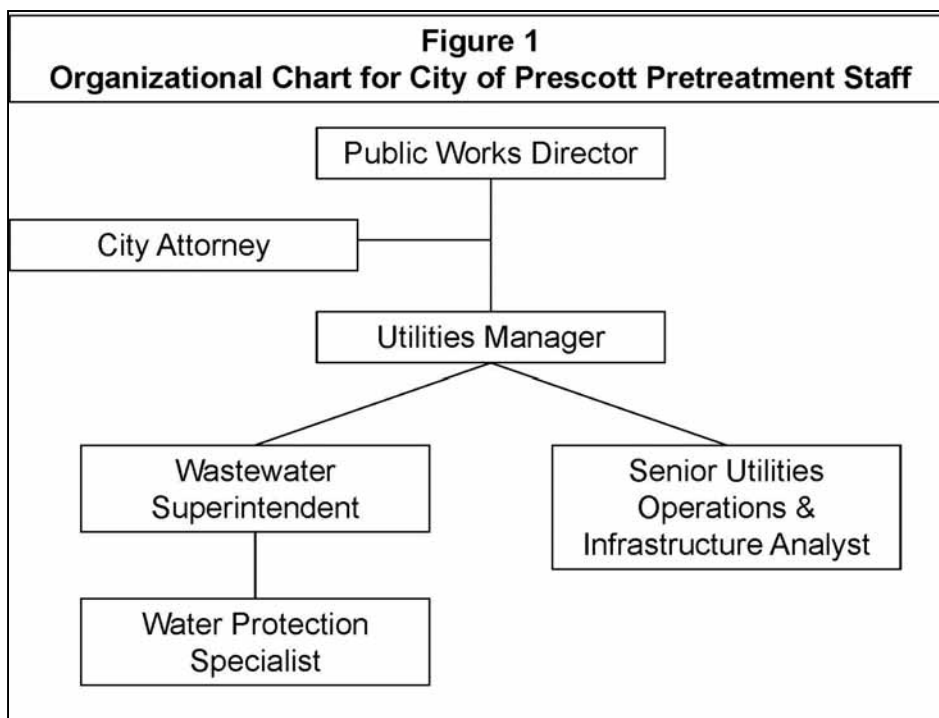 Figure 1
Organizational Chart for City of Prescott Pretreatment Staff
Public Works Director
City Attorney
Utilities Manager
Wastewater
Superintendent
Senior Utilities
Operations &
Infrastructure Analyst
Water Protection
Specialist